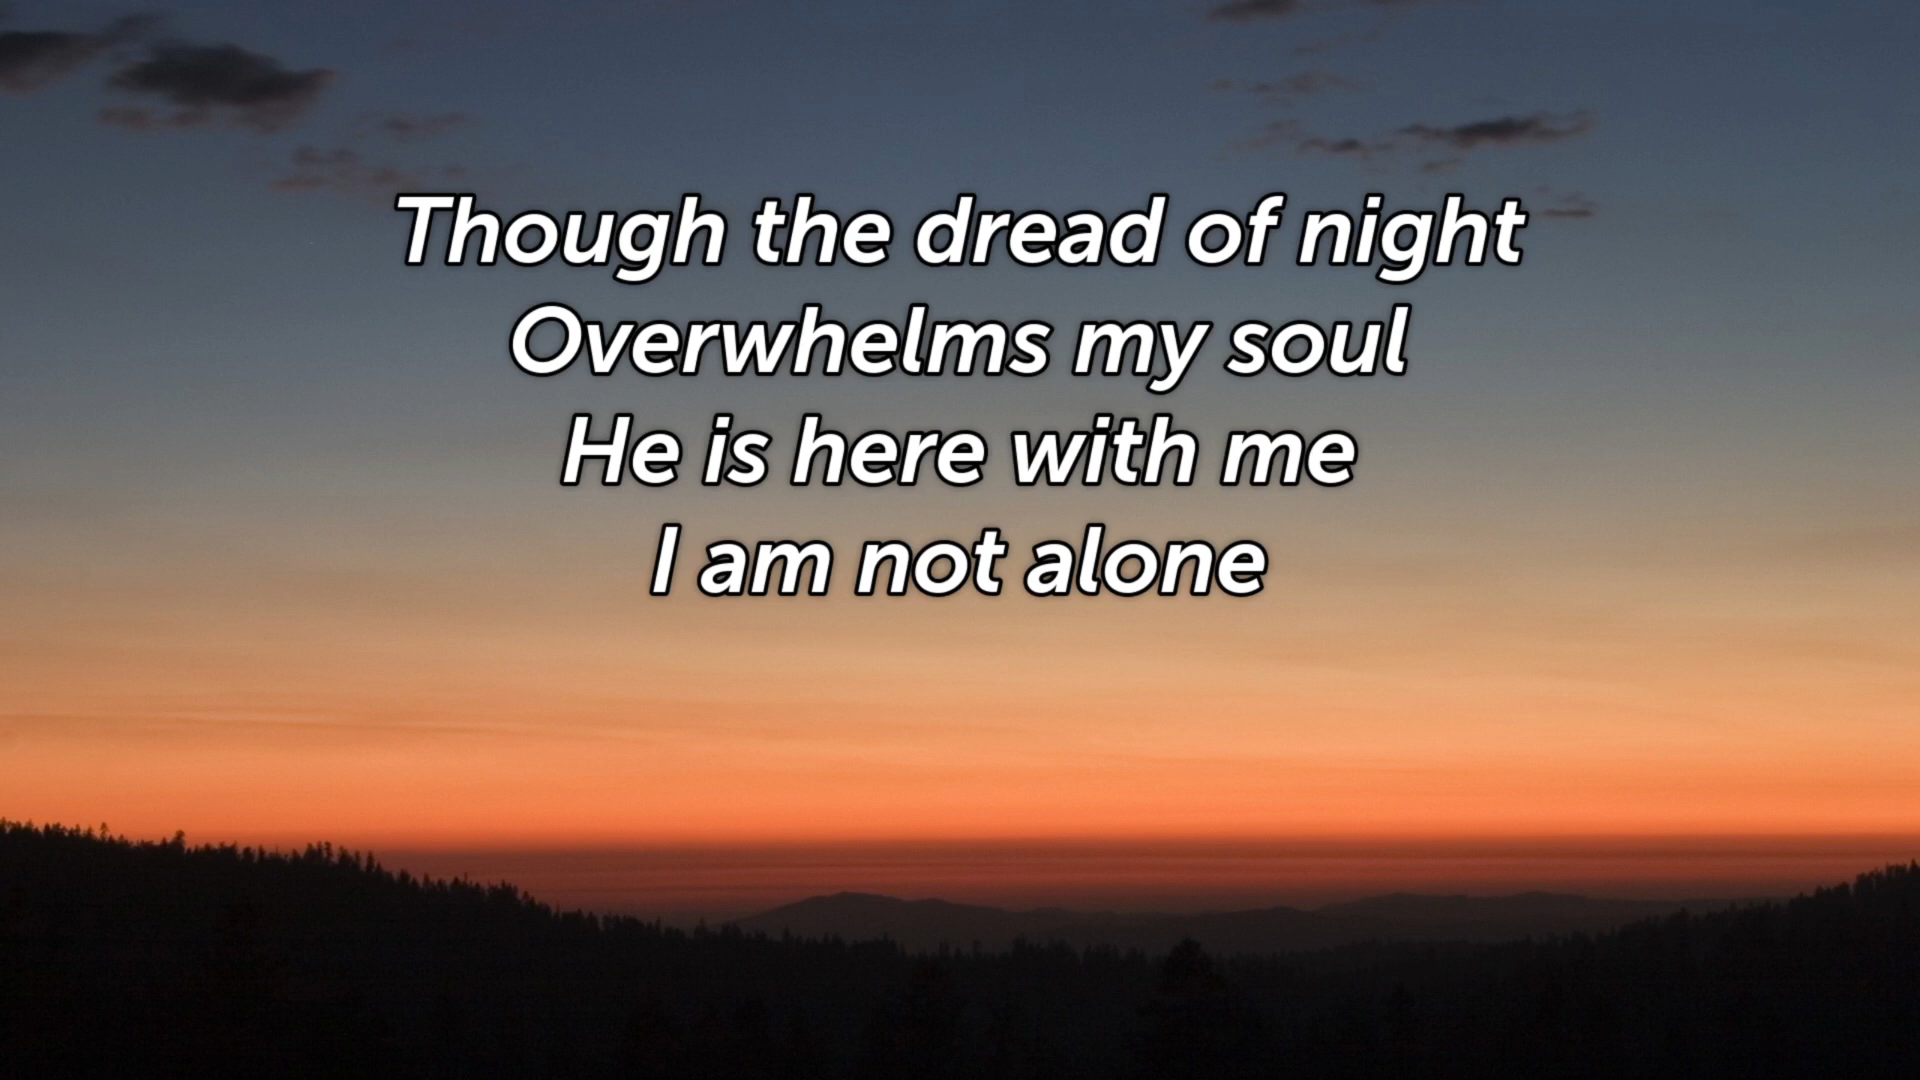 Though the dread of night
Overwhelms my soul
He is here with me
I am not alone